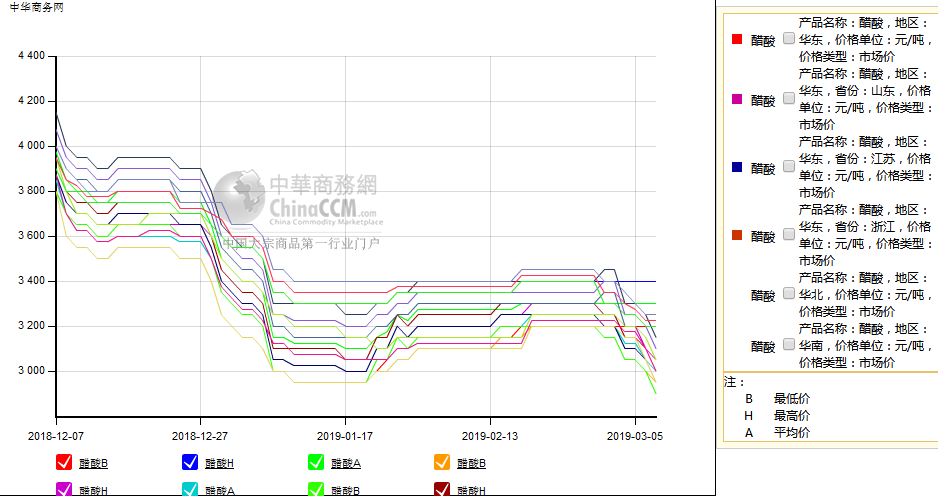 中华商务网
4 400
4 200
4 000
3 800
3 600
3 400
3 200
3 000
2018-12-07
2018-12-27
2019-01-17
2019-02-13
2019-03-05
中華商務網
ChinaCCM.com
China Commercial Marketplace
中国大宗商品第一行业门户
醋酸B
醋酸H
醋酸A
醋酸B
醋酸H
醋酸A
醋酸B
醋酸H
醋酸
产品名称：醋酸，地区：
华东，价格单位：元/吨，
价格类型：市场价
醋酸
产品名称：醋酸，地区：
华东，省份：山东，价格
单位：元/吨，价格类型：
市场价
醋酸
产品名称：醋酸，地区：
华东，省份：江苏，价格
单位：元/吨，价格类型：
市场价
醋酸
产品名称：醋酸，地区：
华东，省份：浙江，价格
单位：元/吨，价格类型：
市场价
醋酸
产品名称：醋酸，地区：
华北，价格单位：元/吨，
价格类型：市场价
醋酸
产品名称：醋酸，地区：
华南，价格单位：元/吨，
价格类型：市场价
注：
B 最低价
H 最高价
A 平均价